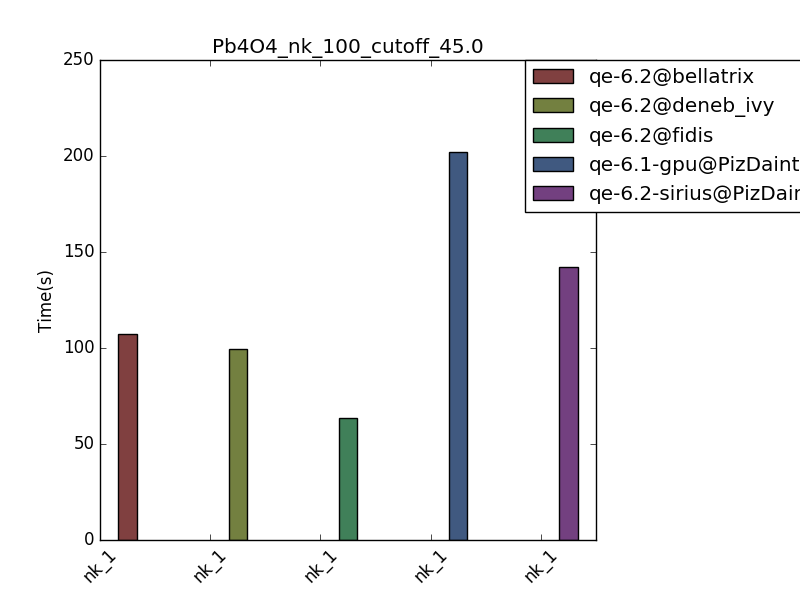 Pb4O4_nk_100_cutoff_45.0
250
200
150
100
50
0
Time(s)
nk_1
nk_1
nk_1
nk_1
nk_1
qe-6.2@bellatrix
qe-6.2@deneb_ivy
qe-6.2@fidis
qe-6.1-gpu@PizDaint
qe-6.2-sirius@PizDain